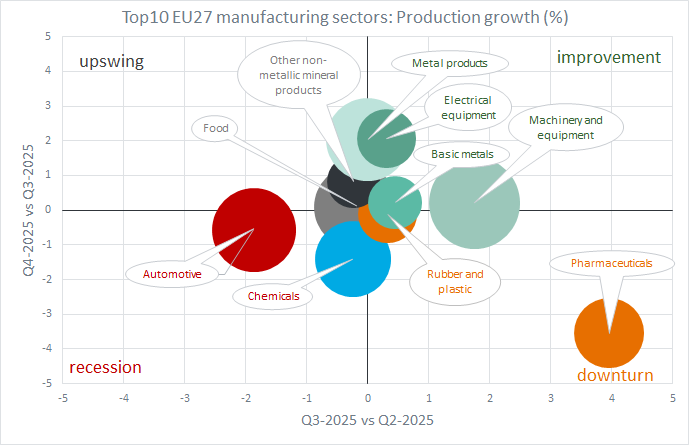 Top10 EU27 manufacturing sectors: Production growth (%)
upswing
improvement
Other non-
metallic mineral
products
Metal products
Electrical
equipment
Machinery and
equipment
Food
Basic metals
Automotive
Chemicals
Rubber and
plastic
Pharmaceuticals
recession
downturn
Q4-2025 vs Q3-2025
5
4
3
2
1
0
-1
-2
-3
-4
-5
-5
-4
-3
-2
-1
0
1
2
3
4
5
Q3-2025 vs Q2-2025